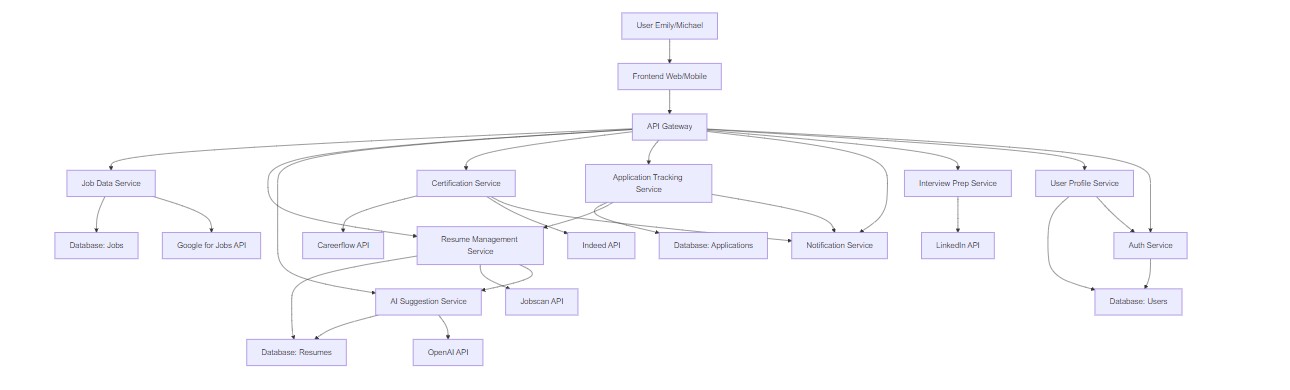 User Emily/Michael
Frontend Web/Mobile
API Gateway
Job Data Service
Certification Service
Application Tracking
Service
Interview Prep Service
User Profile Service
Database: Jobs
Google for Jobs API
Careerflow API
Resume Management
Service
Indeed API
Database: Applications
Notification Service
LinkedIn API
Auth Service
AI Suggestion Service
Jobscan API
Database: Users
Database: Resumes
OpenAI API